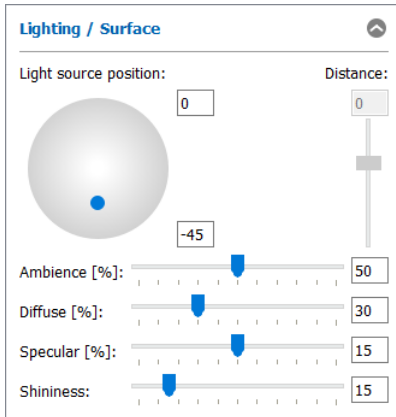 Lighting / Surface
Light source position: Distance:
0 0
-45
Ambience [%]: 50
Diffuse [%]: 30
Specular [%]: 15
Shininess: 15